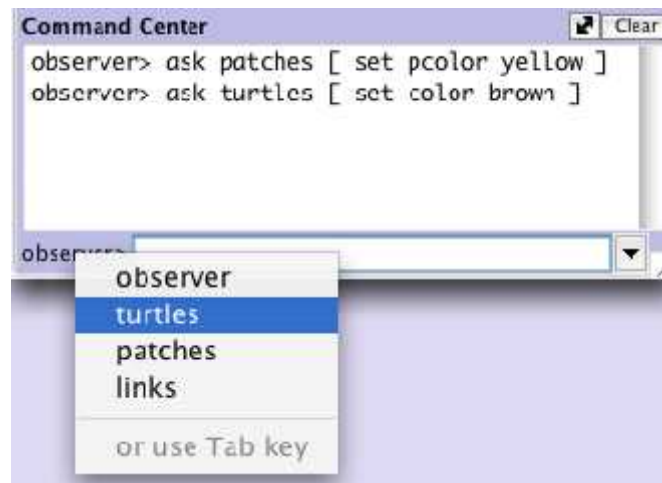 Command Center
Clear
observer> ask patches [ set pcolor yellow ]
observer> ask turtles [ set color brown ]
observer>
observer
turtles
patches
links
or use Tab key